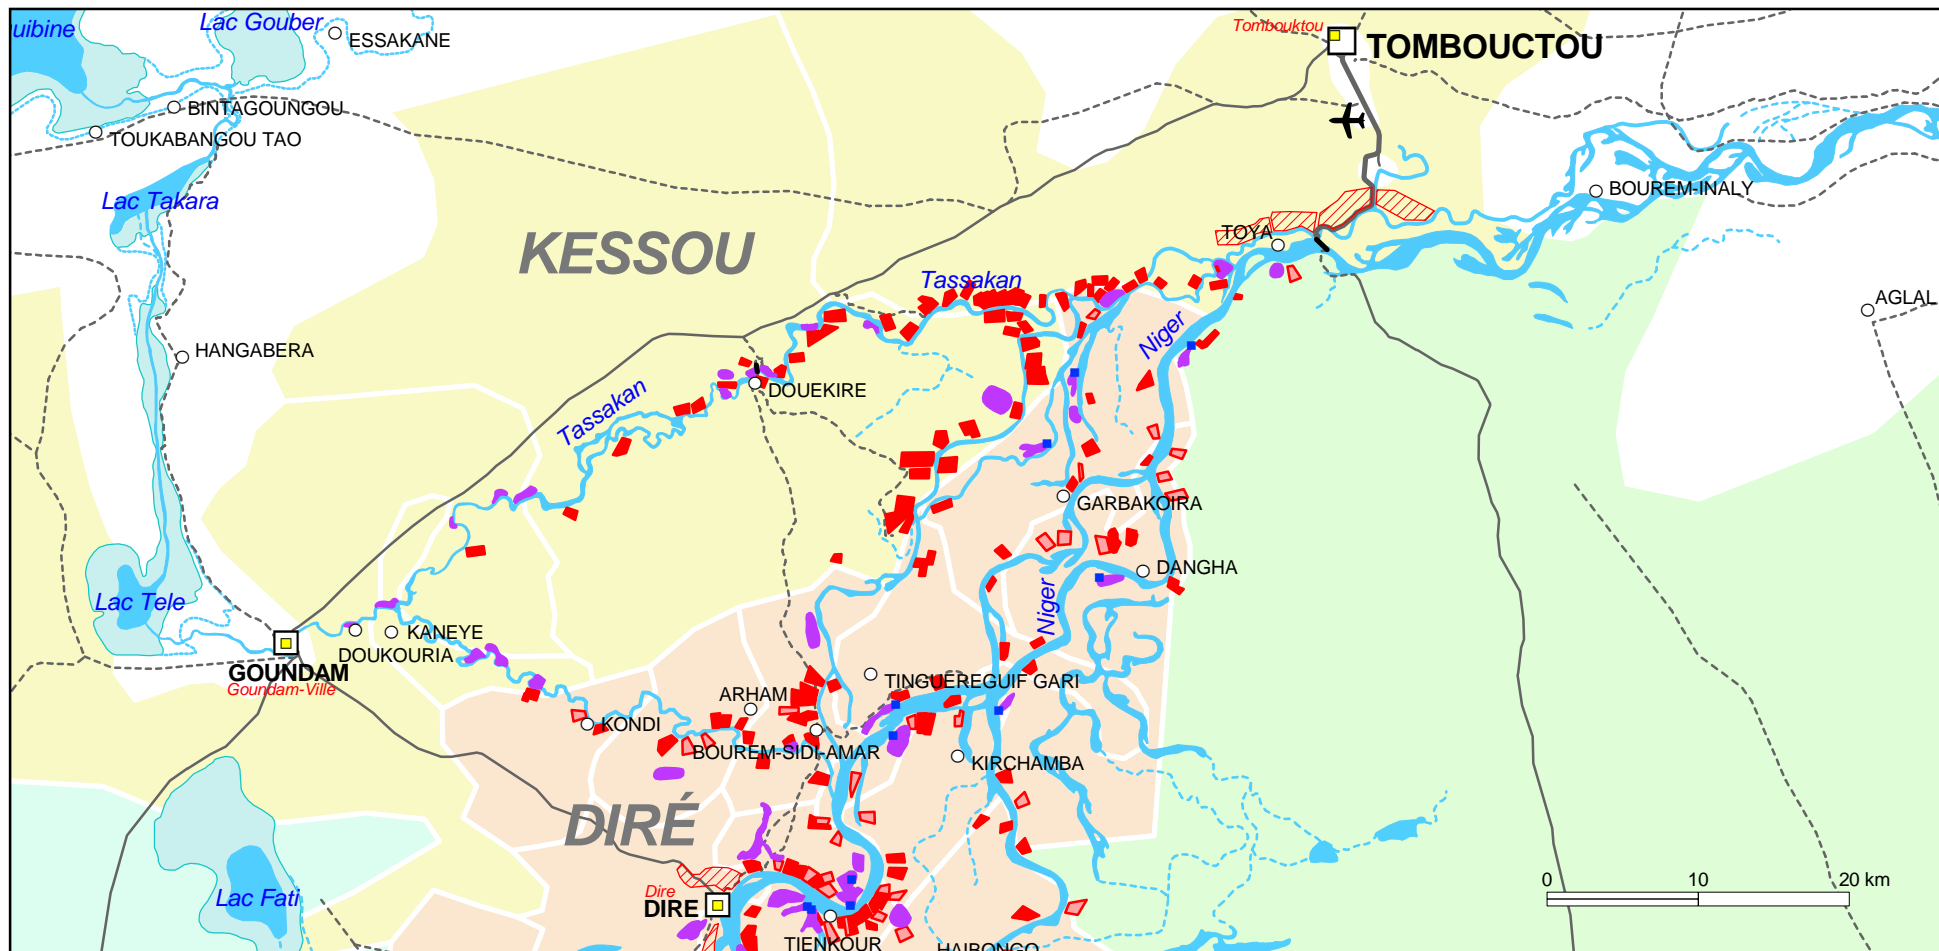 uibine
Lac Gouber
ESSAKANE
Tombouktou
TOMBOUCTOU
BINTAGOUNGOU
TOUKABANGOU TAO
Lac Takara
BOUREM-INALY
TOYA
KESSOU
Tassakan
AGLAL
Niger
HANGABERA
DOUEKIRE
Tassakan
GARBAKOIRA
DANGHA
Lac Tele
Niger
KANEYE
DOUKOURIA
GOUNDAM
Goundam-Ville
TINGUEREGUIF GARI
ARHAM
KONDI
BOUREM-SIDI-AMAR
KIRCHAMBA
DIRÉ
0 10 20 km
Lac Fati
Dire
DIRE
TIENKOUR
HAIBONGO